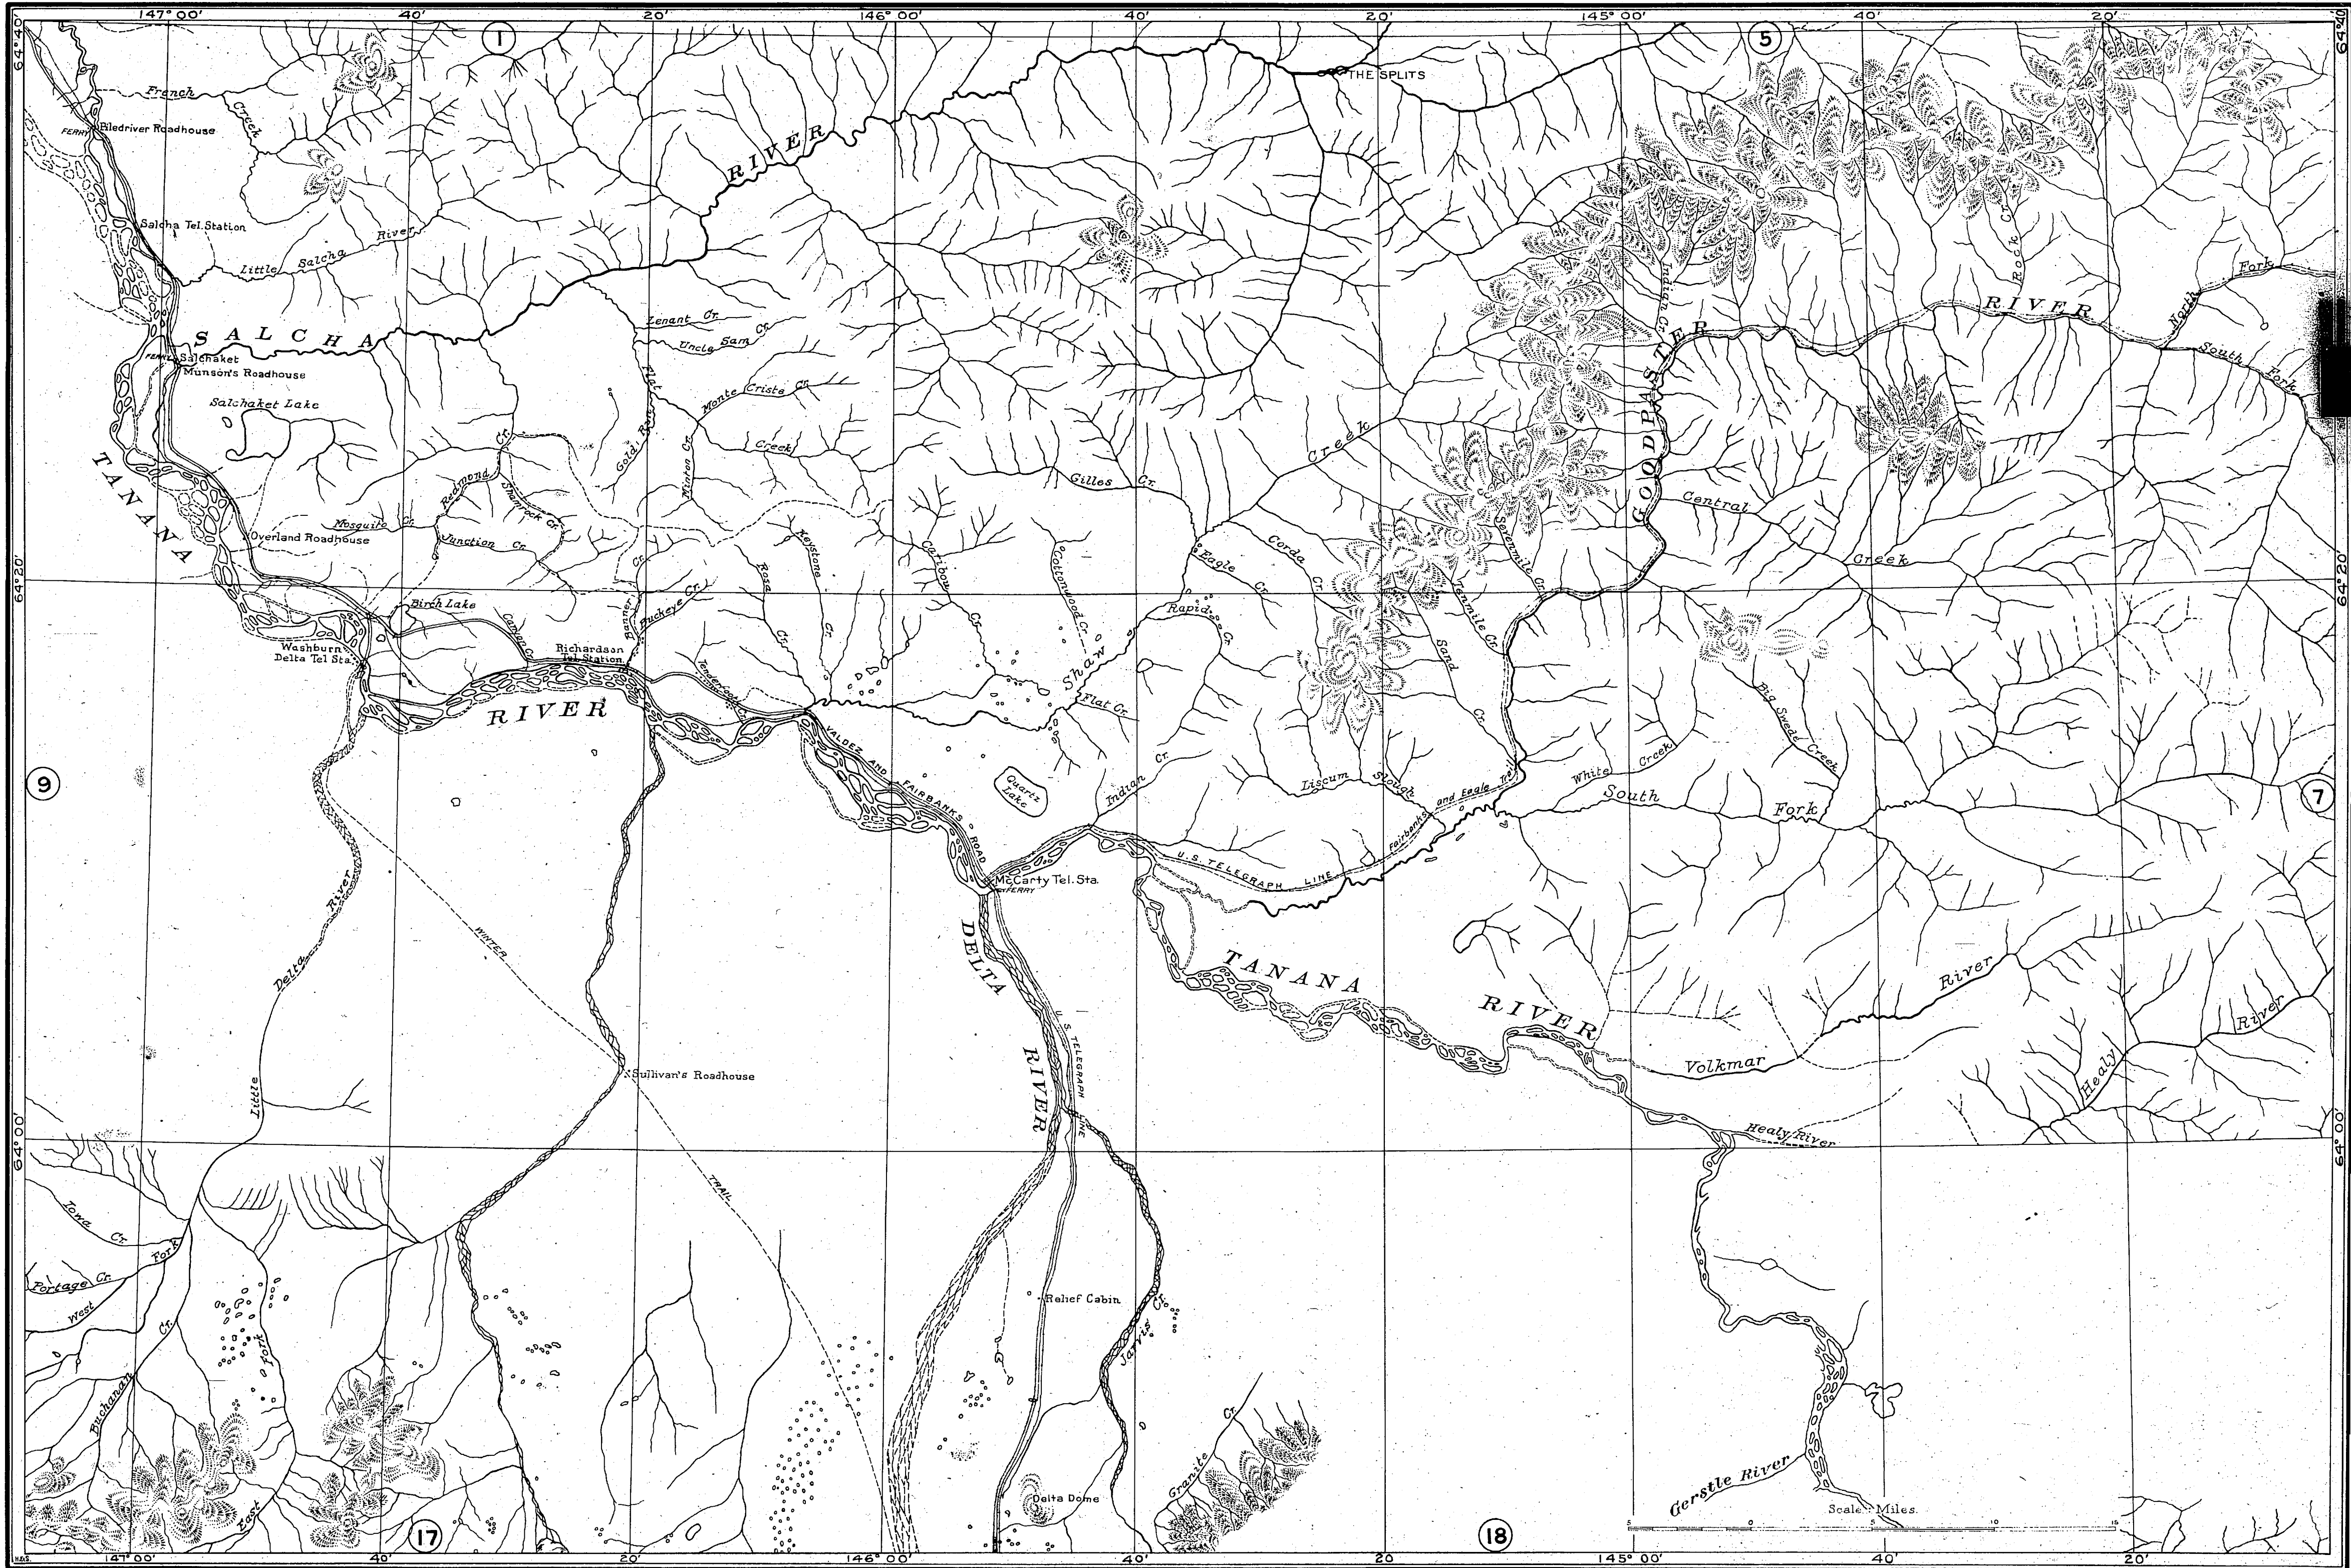 147° 00'
40'
20'
146° 00'
40'
20'
145° 00'
40'
20'
64° 40'
64° 40'
1
5
THE SPLITS
French
Creek
FERRY
Piledriver Roadhouse
RIVER
Salcha Tel. Station
Little Salcha River
Rock Cr.
Indian Cr.
North Fork
RIVER
SALCHA
FERRY
Salchaket
Munson's Roadhouse
Lenant Cr.
Uncle Sam Cr.
South Fork
GOODPASTER
Salchaket Lake
Flat
Monte Cristo Cr.
Gold Run
Minton Cr.
Creek
Creek
TANANA
Redmond Cr.
Shamrock Cr.
Gilles Cr.
Central
Creek
Mosquito Cr.
Junction Cr.
Overland Roadhouse
Keystone Cr.
Rosa Cr.
Caribou Cr.
Cottonwood Cr.
Eagle Cr.
Corda Cr.
Sevenmile Cr.
Tenmile Cr.
64° 20'
64° 20'
Birch Lake
Canyon Cr.
Banner Cr.
Buckeye Cr.
Rapid Cr.
Sand Cr.
Washburn
Delta Tel Sta.
Richardson
Tel. Station
Tenderfoot
Shaw
Flat Cr.
Big Swede Creek
RIVER
VALDEZ AND FAIRBANKS ROAD
Quartz
Lake
Indian Cr.
Liscum Slough
White Creek
Fairbanks and Eagle
South Fork
9
7
U.S. TELEGRAPH LINE
McCarty Tel. Sta.
FERRY
Little Delta River
WINTER
TRAIL
DELTA
RIVER
TANANA
RIVER
River
U. S. TELEGRAPH LINE
Volkmar
Healy River
Sullivan's Roadhouse
64° 00'
64° 00'
Healy River
Iowa Cr.
Portage Cr.
West Fork
Relief Cabin
Jarvis Cr.
Buchanan Cr.
East Fork
Granite Cr.
Delta Dome
Gerstle River
Scale: Miles.
5
0
5
10
15
17
18
147° 00'
40'
20'
146° 00'
40'
20'
145° 00'
40'
20'